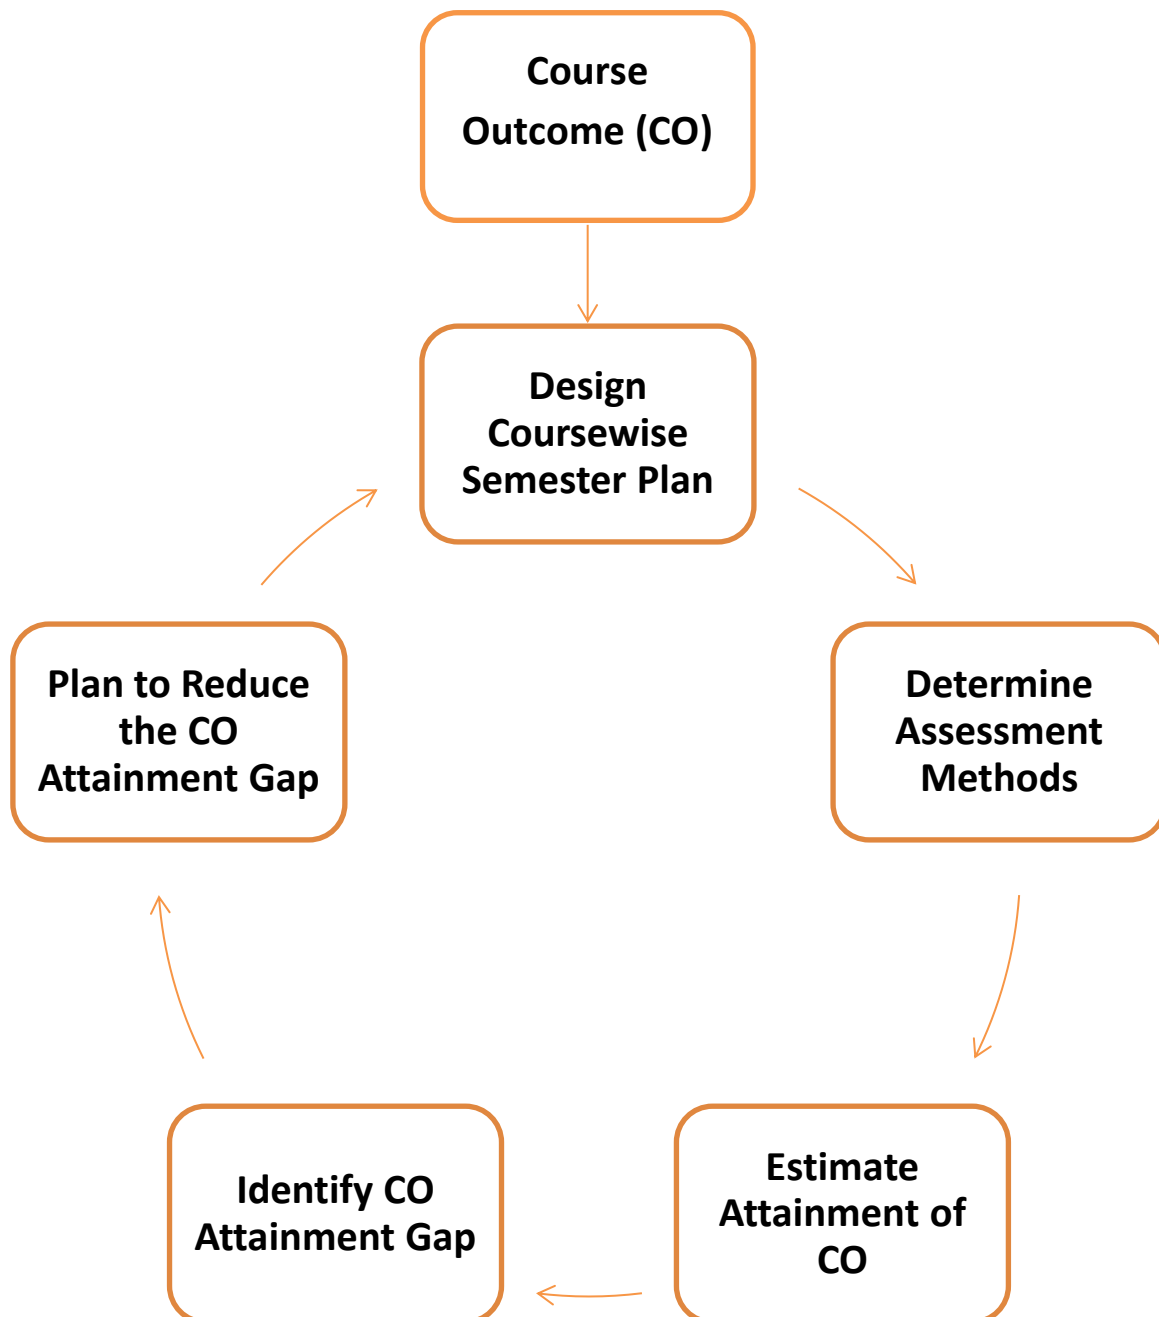 Course
Outcome (CO)
Design
Coursewise
Semester Plan
Plan to Reduce
the CO
Attainment Gap
Determine
Assessment
Methods
Identify CO
Attainment Gap
Estimate
Attainment of
CO